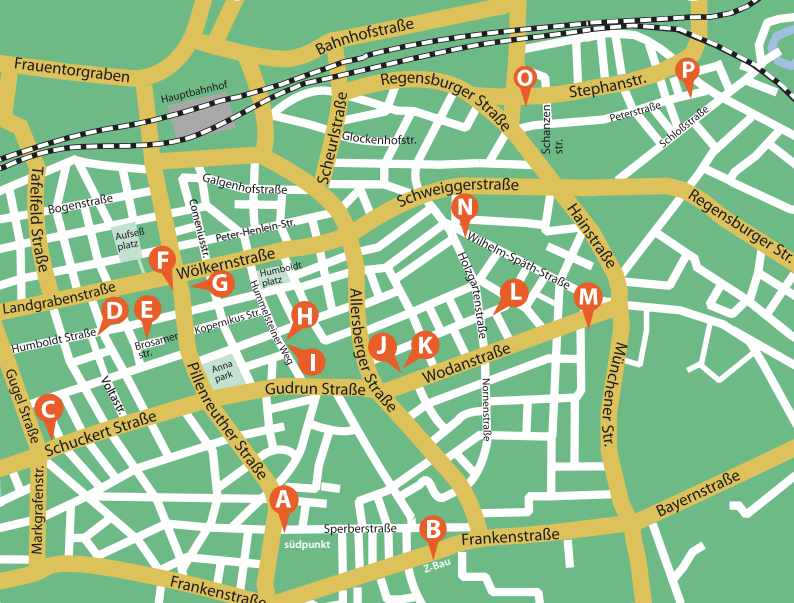 Bahnhofstraße
Frauentorgraben
O
P
Hauptbahnhof
Regensburger Straße
Stephanstr.
Scheurlstraße
Glockenhofstr.
Schanzen
str.
Peterstraße
Schloßstraße
Tafelfeld Straße
Galgenhofstraße
Schweiggerstraße
Bogenstraße
Comeniusstr.
N
Hainstraße
Regensburger Str.
Aufseß
platz
Peter-Henlein-Str.
Wilhelm-Späth-Straße
F
Wölkernstraße
Humboldt
platz
Holzgartenstraße
G
Landgrabenstraße
Hummelsteiner Weg
Allersberger Straße
L
M
D
E
H
Humboldt Straße
Brosamer
str.
Kopernikus Str.
J
K
I
Gugel Straße
Anna
park
Wodanstraße
Münchener Str.
Voltastr.
Pillenreuther Straße
Gudrun Straße
Nornenstraße
C
Schuckert Straße
Markgrafenstr.
A
Bayernstraße
Sperberstraße
B
südpunkt
Frankenstraße
Z-Bau
Frankenstraße